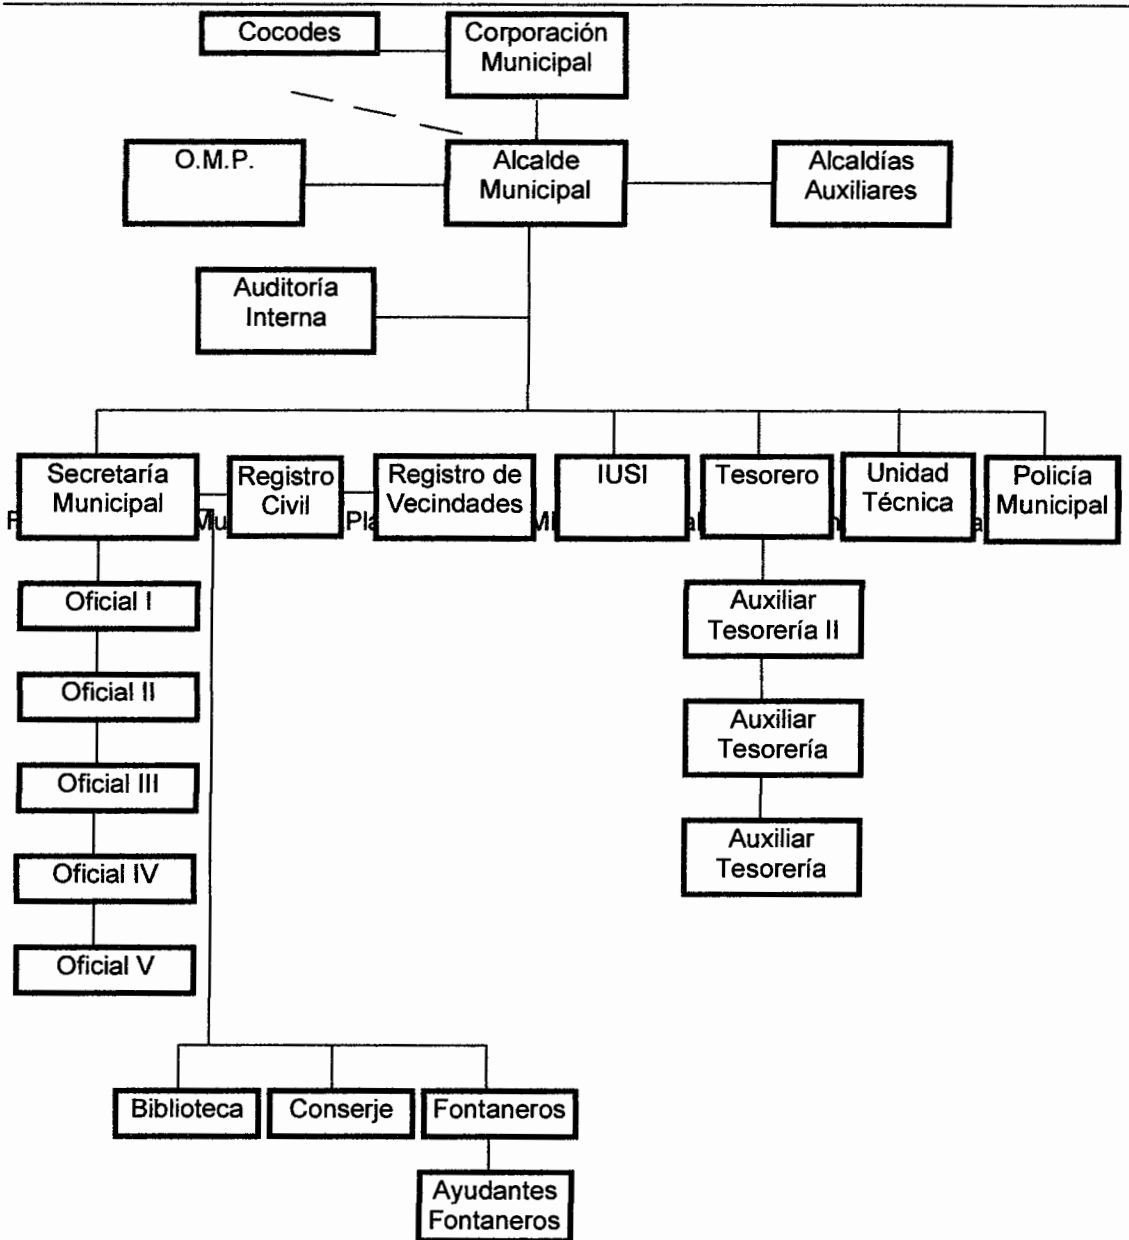 Cocodes
Corporación
Municipal
O.M.P.
Alcalde
Municipal
Alcaldías
Auxiliares
Auditoría
Interna
Secretaría
Municipal
Registro
Civil
Registro de
Vecindades
IUSI
Tesorero
Unidad
Técnica
Policía
Municipal
Oficial I
Oficial II
Oficial III
Oficial IV
Oficial V
Auxiliar
Tesorería II
Auxiliar
Tesorería
Auxiliar
Tesorería
Biblioteca
Conserje
Fontaneros
Ayudantes
Fontaneros